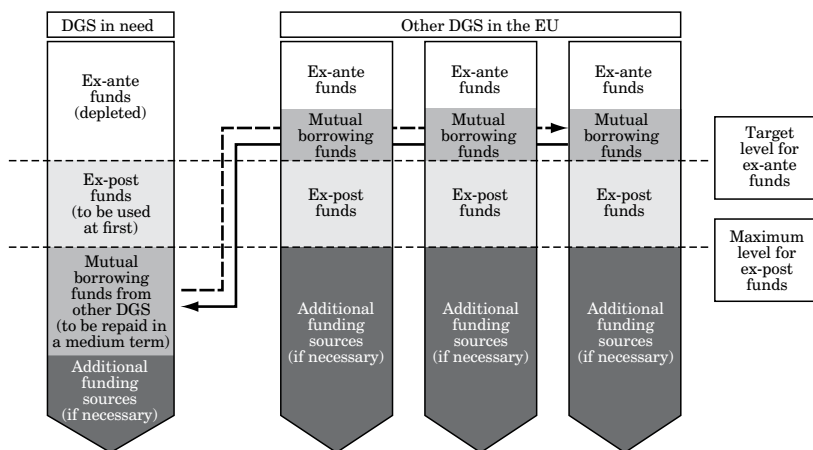 DGS in need
Ex-ante
funds
(depleted)
Ex-post
funds
(to be used
at first)
Mutual
borrowing
funds from
other DGS
(to be repaid in
a medium term)
Additional
funding
sources
(if necessary)
Other DGS in the EU
Ex-ante
funds
Mutual
borrowing
funds
Ex-post
funds
Additional
funding
sources
(if necessary)
Ex-ante
funds
Mutual
borrowing
funds
Ex-post
funds
Additional
funding
sources
(if necessary)
Ex-ante
funds
Mutual
borrowing
funds
Ex-post
funds
Additional
funding
sources
(if necessary)
Target
level for
ex-ante
funds
Maximum
level for
ex-post
funds